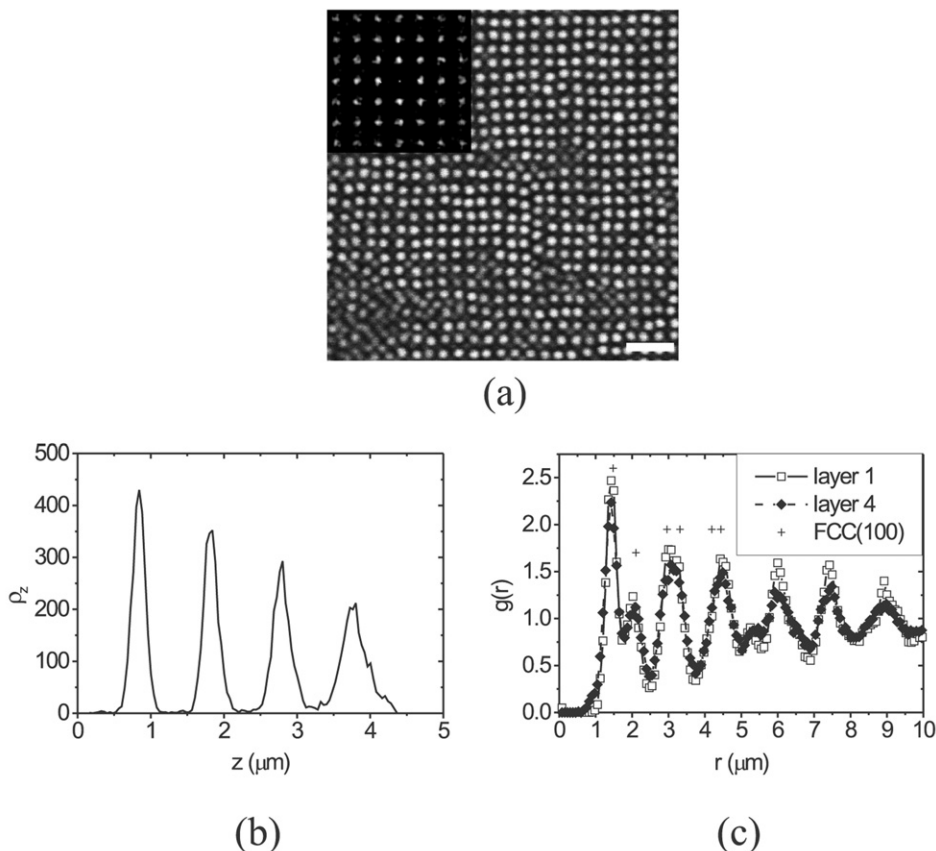 (a)
500
400
300
200
100
0
ρz
0 1 2 3 4 5
z (μm)
(b)
2.5
2.0
1.5
1.0
0.5
0.0
g(r)
layer 1
layer 4
FCC(100)
0 1 2 3 4 5 6 7 8 9 10
r (μm)
(c)